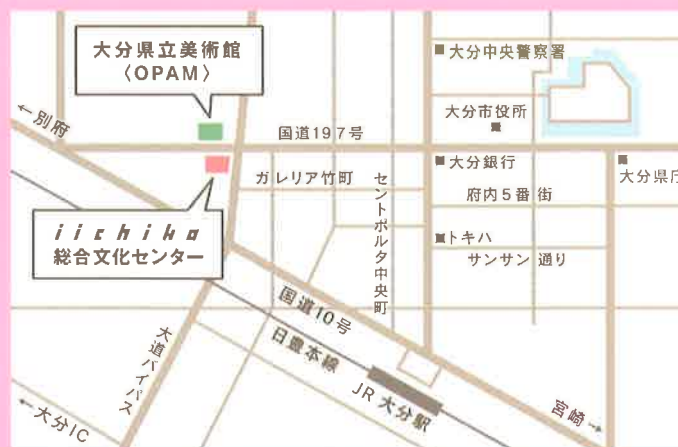 大分県立美術館
〈OPAM〉
←別府
国道197号
大分中央警察署
大分市役所
大分銀行
大分県庁
ガレリア竹町
セントポルタ中央町
府内5番街
iichiko
総合文化センター
トキハ
サンサン通り
国道10号
日豊本線
JR大分駅
大道バイパス
←大分IC
宮崎→